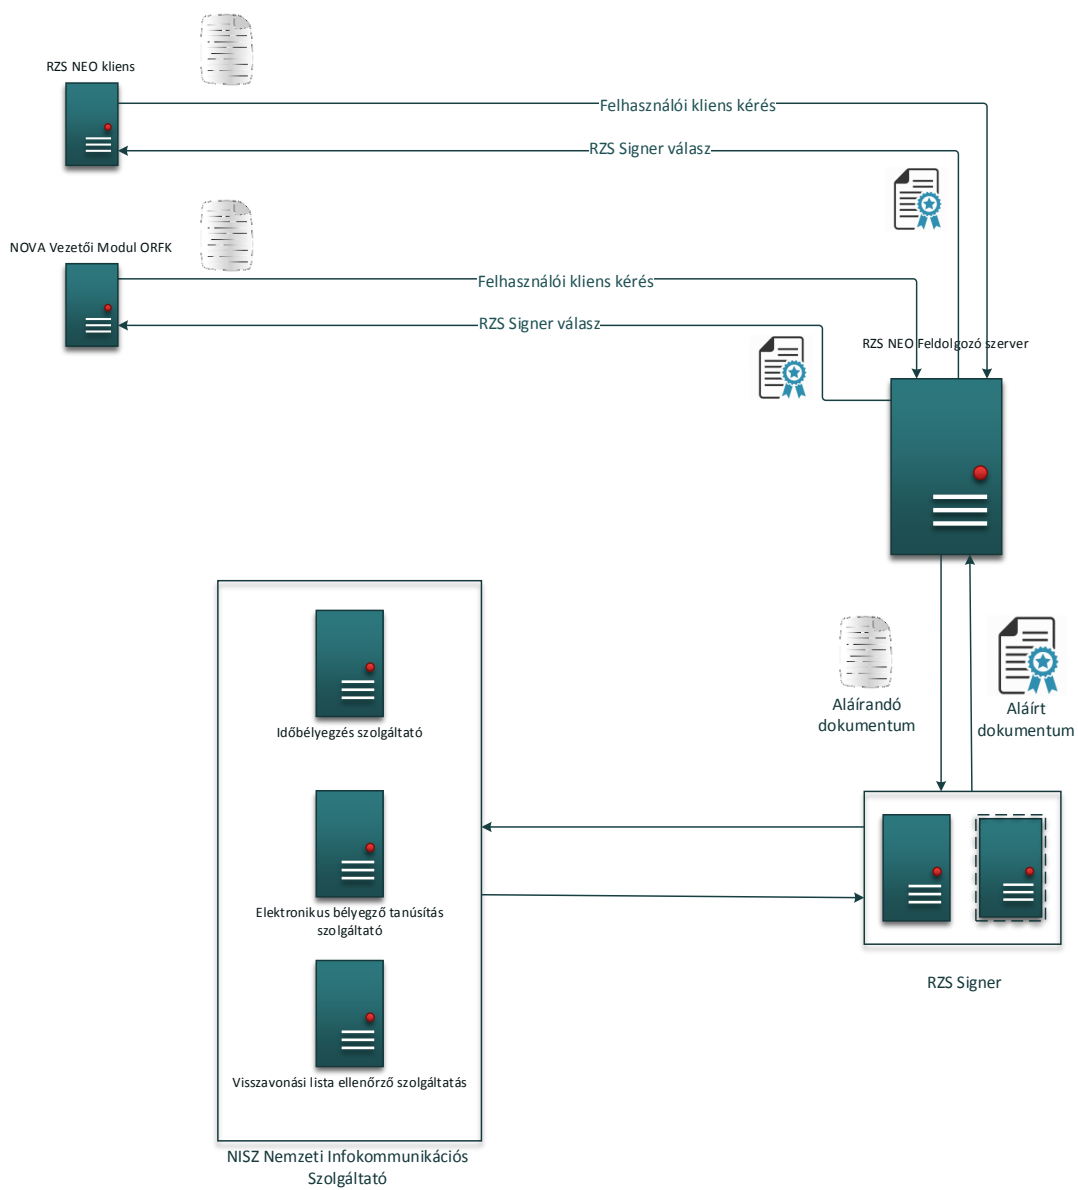 RZS NEO kliens
Felhasználói kliens kérés
RZS Signer válasz
NOVA Vezetői Modul ORFK
Felhasználói kliens kérés
RZS Signer válasz
RZS NEO Feldolgozó szerver
Aláírandó
dokumentum
Aláírt
dokumentum
Időbélyegzés szolgáltató
Elektronikus bélyegző tanúsítás
szolgáltató
RZS Signer
Visszavonási lista ellenőrző szolgáltatás
NISZ Nemzeti Infokommunikációs
Szolgáltató